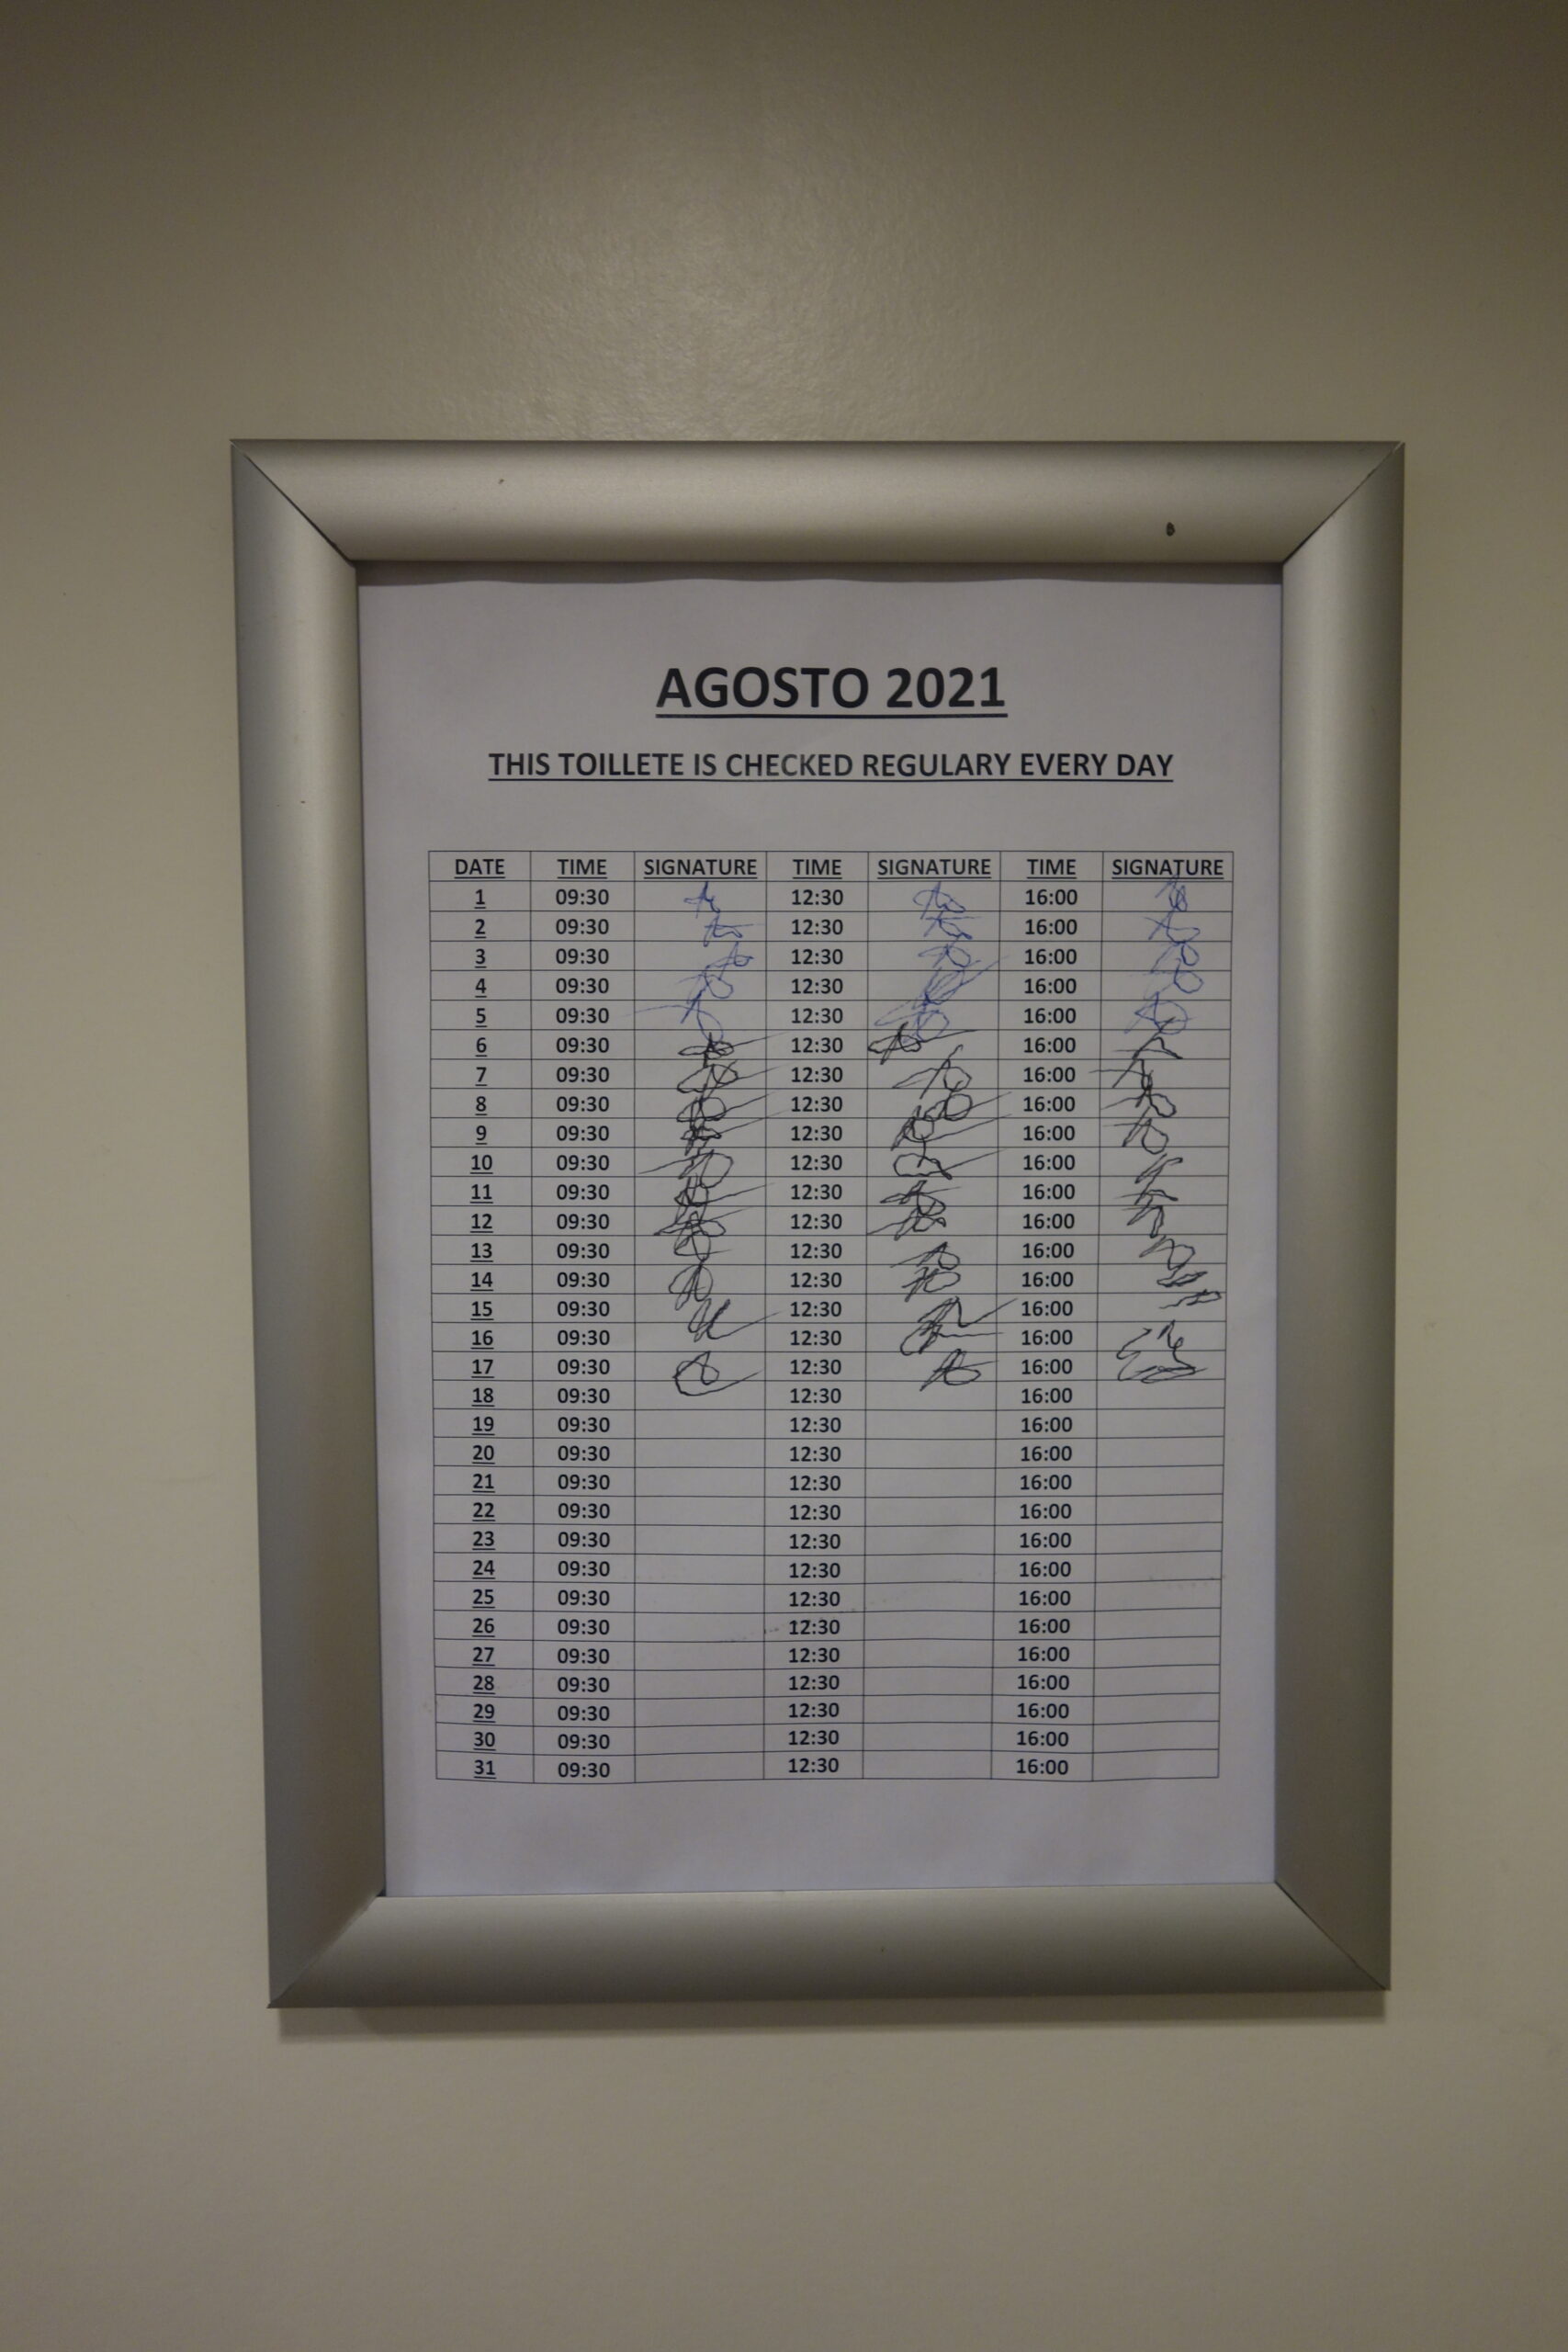 AGOSTO 2021
THIS TOILLETE IS CHECKED REGULARY EVERY DAY
DATE TIME SIGNATURE TIME SIGNATURE TIME SIGNATURE
1 09:30 12:30 16:00
2 09:30 12:30 16:00
3 09:30 12:30 16:00
4 09:30 12:30 16:00
5 09:30 12:30 16:00
6 09:30 12:30 16:00
7 09:30 12:30 16:00
8 09:30 12:30 16:00
9 09:30 12:30 16:00
10 09:30 12:30 16:00
11 09:30 12:30 16:00
12 09:30 12:30 16:00
13 09:30 12:30 16:00
14 09:30 12:30 16:00
15 09:30 12:30 16:00
16 09:30 12:30 16:00
17 09:30 12:30 16:00
18 09:30 12:30 16:00
19 09:30 12:30 16:00
20 09:30 12:30 16:00
21 09:30 12:30 16:00
22 09:30 12:30 16:00
23 09:30 12:30 16:00
24 09:30 12:30 16:00
25 09:30 12:30 16:00
26 09:30 12:30 16:00
27 09:30 12:30 16:00
28 09:30 12:30 16:00
29 09:30 12:30 16:00
30 09:30 12:30 16:00
31 09:30 12:30 16:00